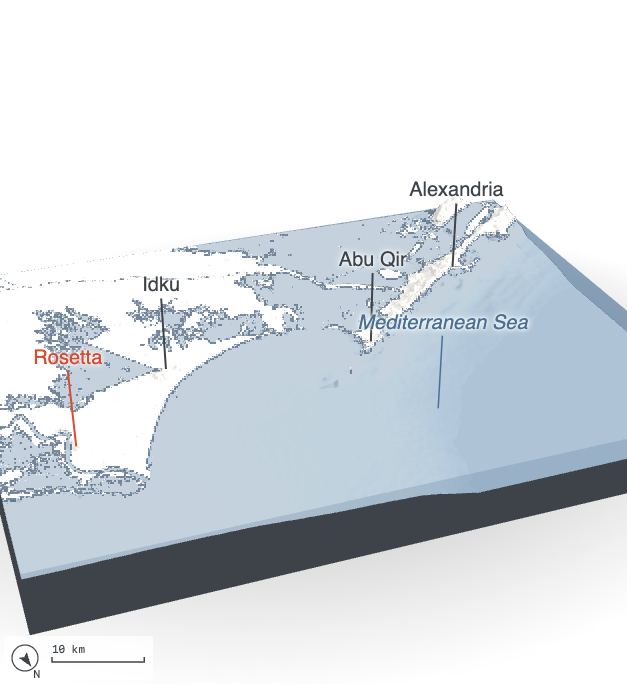 Alexandria
Abu Qir
Idku
Mediterranean Sea
Rosetta
10 km
N